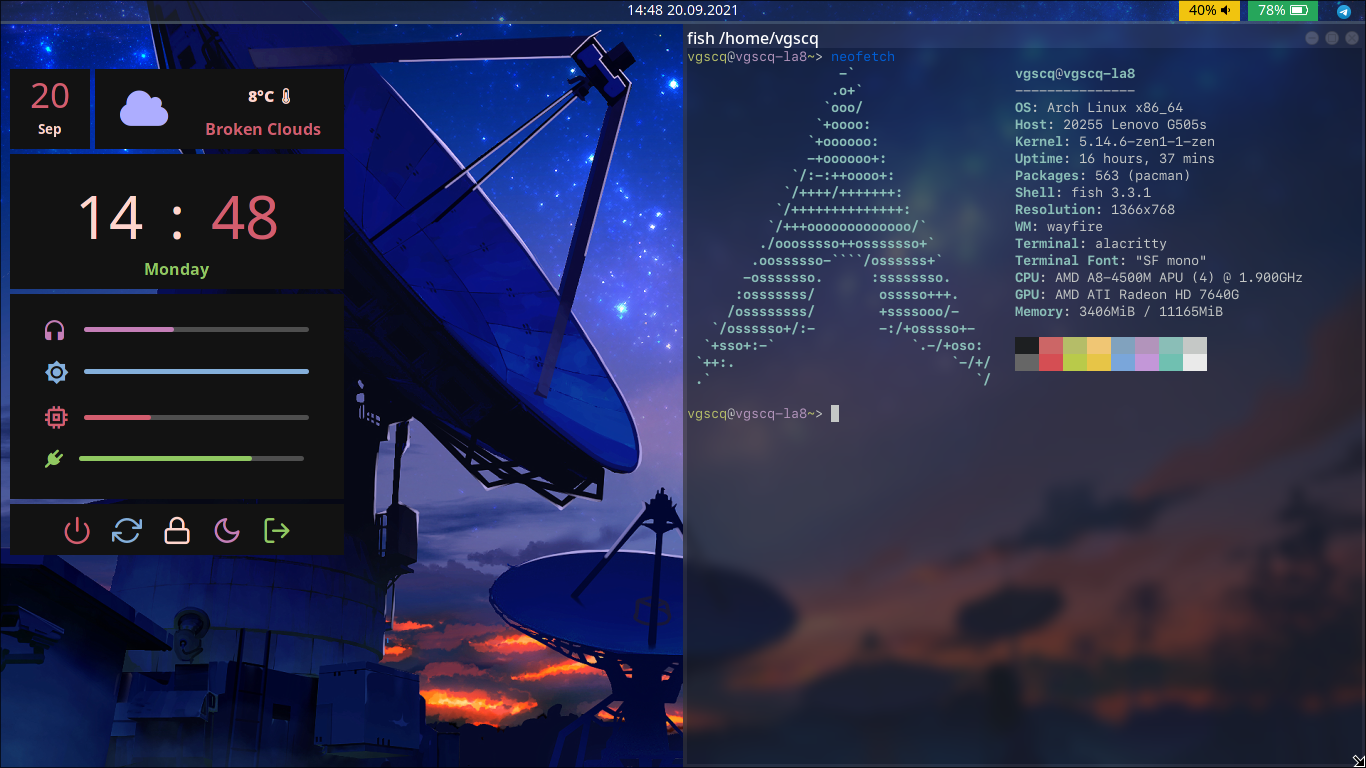 14:48 20.09.2021
40%
78%
20
Sep
8°C
Broken Clouds
14 : 48
Monday
fish /home/vgscq
vgscq@vgscq-la8~> neofetch
vgscq@vgscq-la8
---------------
OS: Arch Linux x86_64
Host: 20255 Lenovo G505s
Kernel: 5.14.6-zen1-1-zen
Uptime: 16 hours, 37 mins
Packages: 563 (pacman)
Shell: fish 3.3.1
Resolution: 1366x768
WM: wayfire
Terminal: alacritty
Terminal Font: "SF mono"
CPU: AMD A8-4500M APU (4) @ 1.900GHz
GPU: AMD ATI Radeon HD 7640G
Memory: 3406MiB / 11165MiB
-`
.o+`
`ooo/
`+oooo:
`+oooooo:
-+oooooo+:
`/:-:++oooo+:
`/++++/+++++++:
`/++++++++++++++:
`/+++ooooooooooooo/`
./ooosssso++osssssso+`
.oossssso-````/ossssss+`
-osssssso. :ssssssso.
:osssssss/ osssso+++.
/ossssssss/ +ssssooo/-
`/ossssso+/:- -:/+osssso+-
`+sso+:-` `.-/+oso:
`++:. `-/+/
.` `/
vgscq@vgscq-la8~>